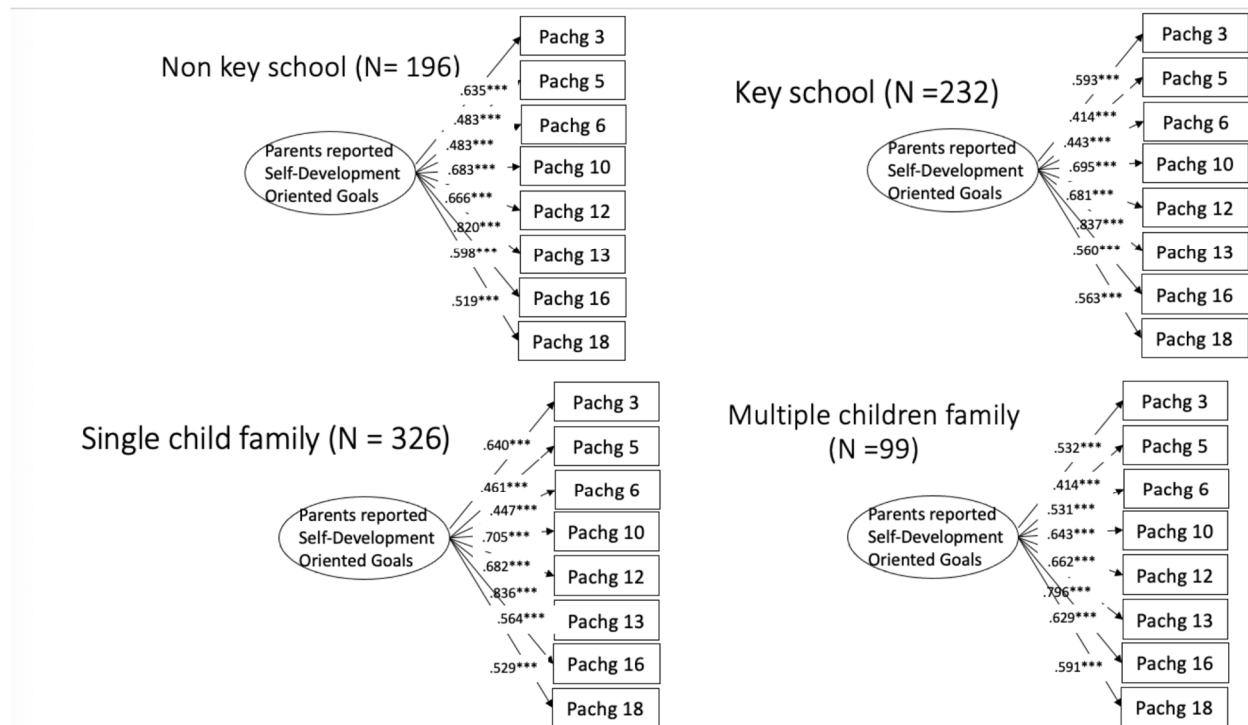 Non key school (N= 196)
Parents reported
Self-Development
Oriented Goals
.635***
.483***
.483***
.683***
.666***
.820***
.598***
.519***
Pachg 3
Pachg 5
Pachg 6
Pachg 10
Pachg 12
Pachg 13
Pachg 16
Pachg 18
Key school (N =232)
Parents reported
Self-Development
Oriented Goals
.593***
.414***
.443***
.695***
.681***
.837***
.560***
.563***
Pachg 3
Pachg 5
Pachg 6
Pachg 10
Pachg 12
Pachg 13
Pachg 16
Pachg 18
Single child family (N = 326)
Parents reported
Self-Development
Oriented Goals
.640***
.461***
.447***
.705***
.682***
.836***
.564***
.529***
Pachg 3
Pachg 5
Pachg 6
Pachg 10
Pachg 12
Pachg 13
Pachg 16
Pachg 18
Multiple children family
(N =99)
Parents reported
Self-Development
Oriented Goals
.532***
.414***
.531***
.643***
.662***
.796***
.629***
.591***
Pachg 3
Pachg 5
Pachg 6
Pachg 10
Pachg 12
Pachg 13
Pachg 16
Pachg 18